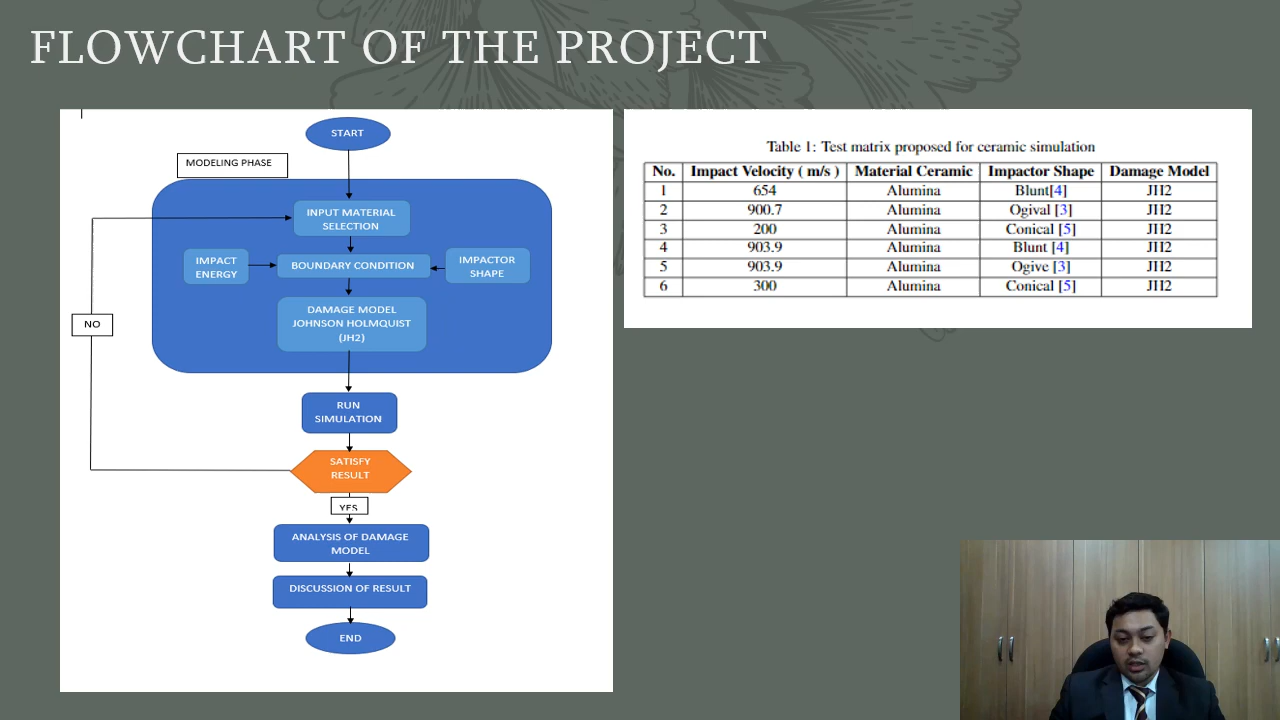 FLOWCHART OF THE PROJECT
START
MODELING PHASE
INPUT MATERIAL
SELECTION
IMPACT
ENERGY
BOUNDARY CONDITION
IMPACTOR
SHAPE
DAMAGE MODEL
JOHNSON HOLMQUIST
(JH2)
NO
RUN
SIMULATION
SATISFY
RESULT
YES
ANALYSIS OF DAMAGE
MODEL
DISCUSSION OF RESULT
END
Table 1: Test matrix proposed for ceramic simulation
No. Impact Velocity ( m/s ) Material Ceramic Impactor Shape Damage Model
1 654 Alumina Blunt[4] JH2
2 900.7 Alumina Ogival [3] JH2
3 200 Alumina Conical [5] JH2
4 903.9 Alumina Blunt [4] JH2
5 903.9 Alumina Ogive [3] JH2
6 300 Alumina Conical [5] JH2